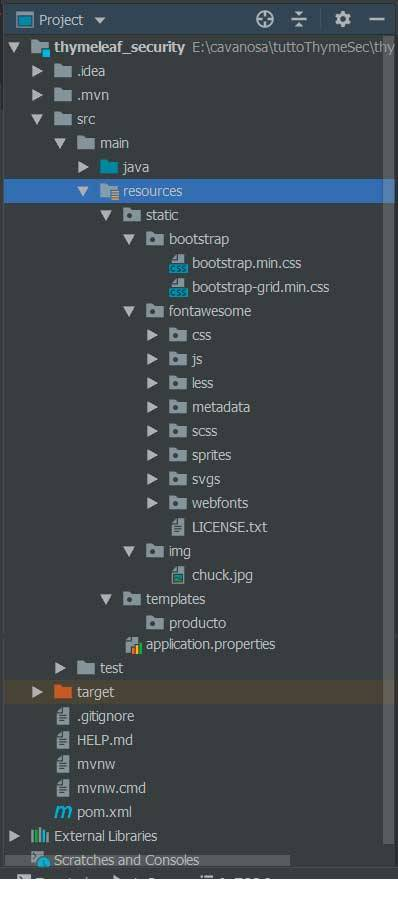 Project
thymeleaf_security E:\cavanosa\tuttoThymeSec\thy
.idea
.mvn
src
main
java
resources
static
bootstrap
bootstrap.min.css
bootstrap-grid.min.css
fontawesome
css
js
less
metadata
scss
sprites
svgs
webfonts
LICENSE.txt
img
chuck.jpg
templates
producto
application.properties
test
target
.gitignore
HELP.md
mvnw
mvnw.cmd
pom.xml
External Libraries
Scratches and Consoles